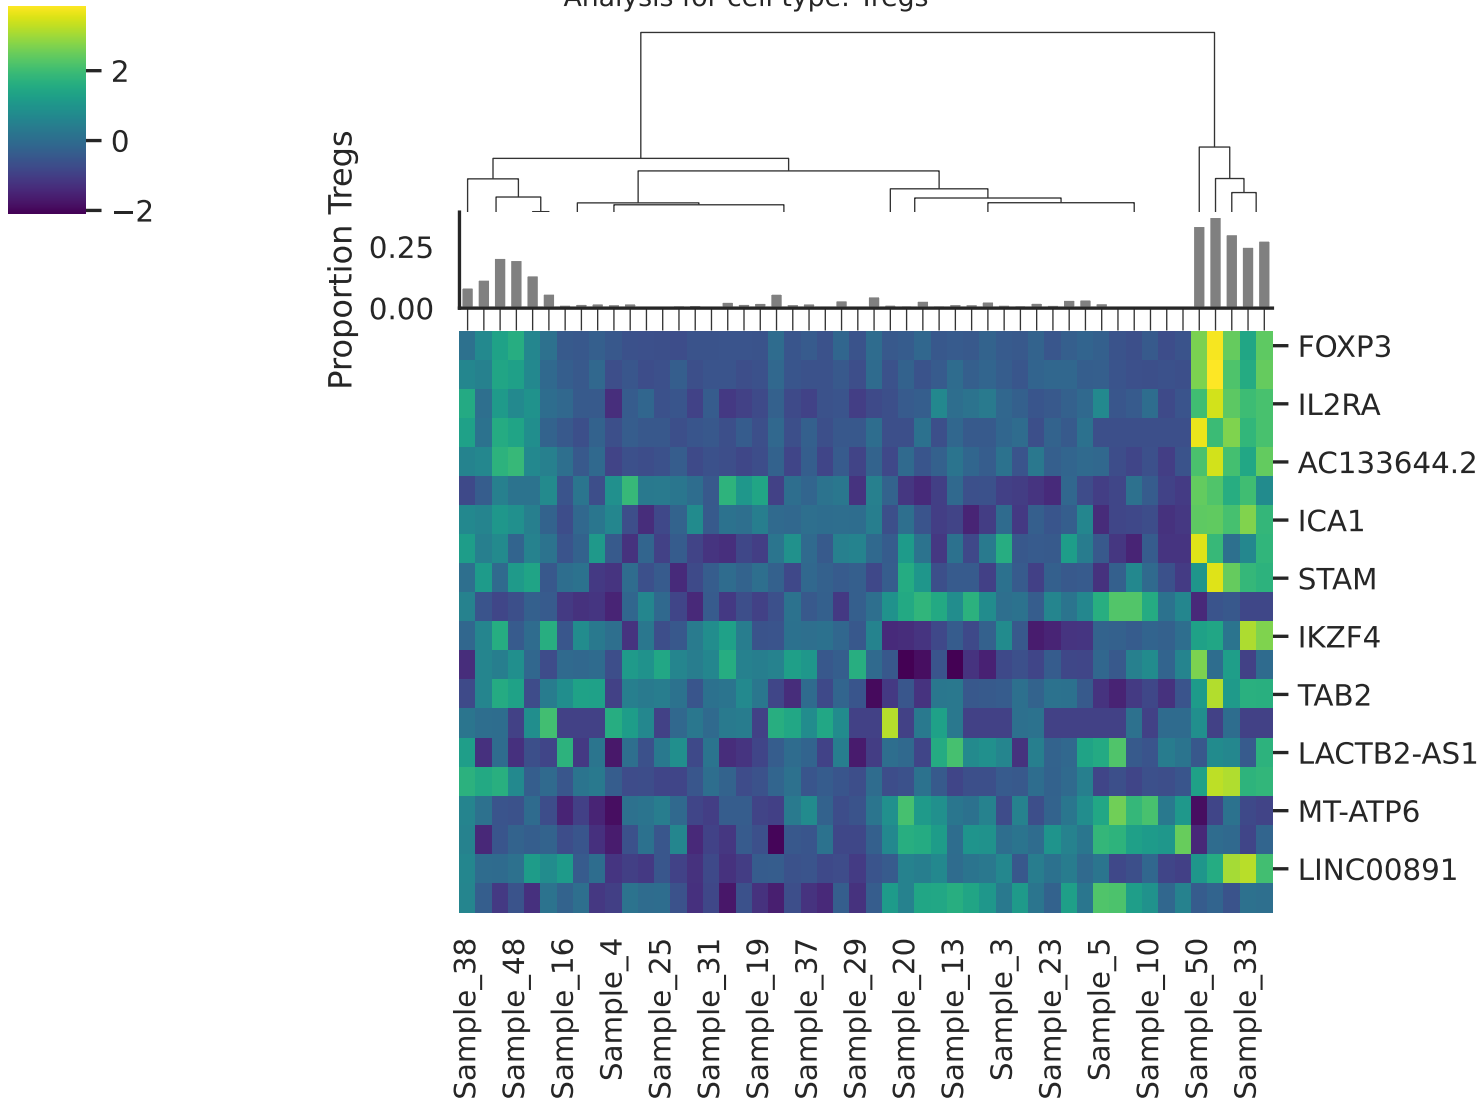 Analysis for cell type: Tregs
2
0
−2
Proportion Tregs
0.25
0.00
FOXP3
IL2RA
AC133644.2
ICA1
STAM
IKZF4
TAB2
LACTB2-AS1
MT-ATP6
LINC00891
Sample_38
Sample_48
Sample_16
Sample_4
Sample_25
Sample_31
Sample_19
Sample_37
Sample_29
Sample_20
Sample_13
Sample_3
Sample_23
Sample_5
Sample_10
Sample_50
Sample_33